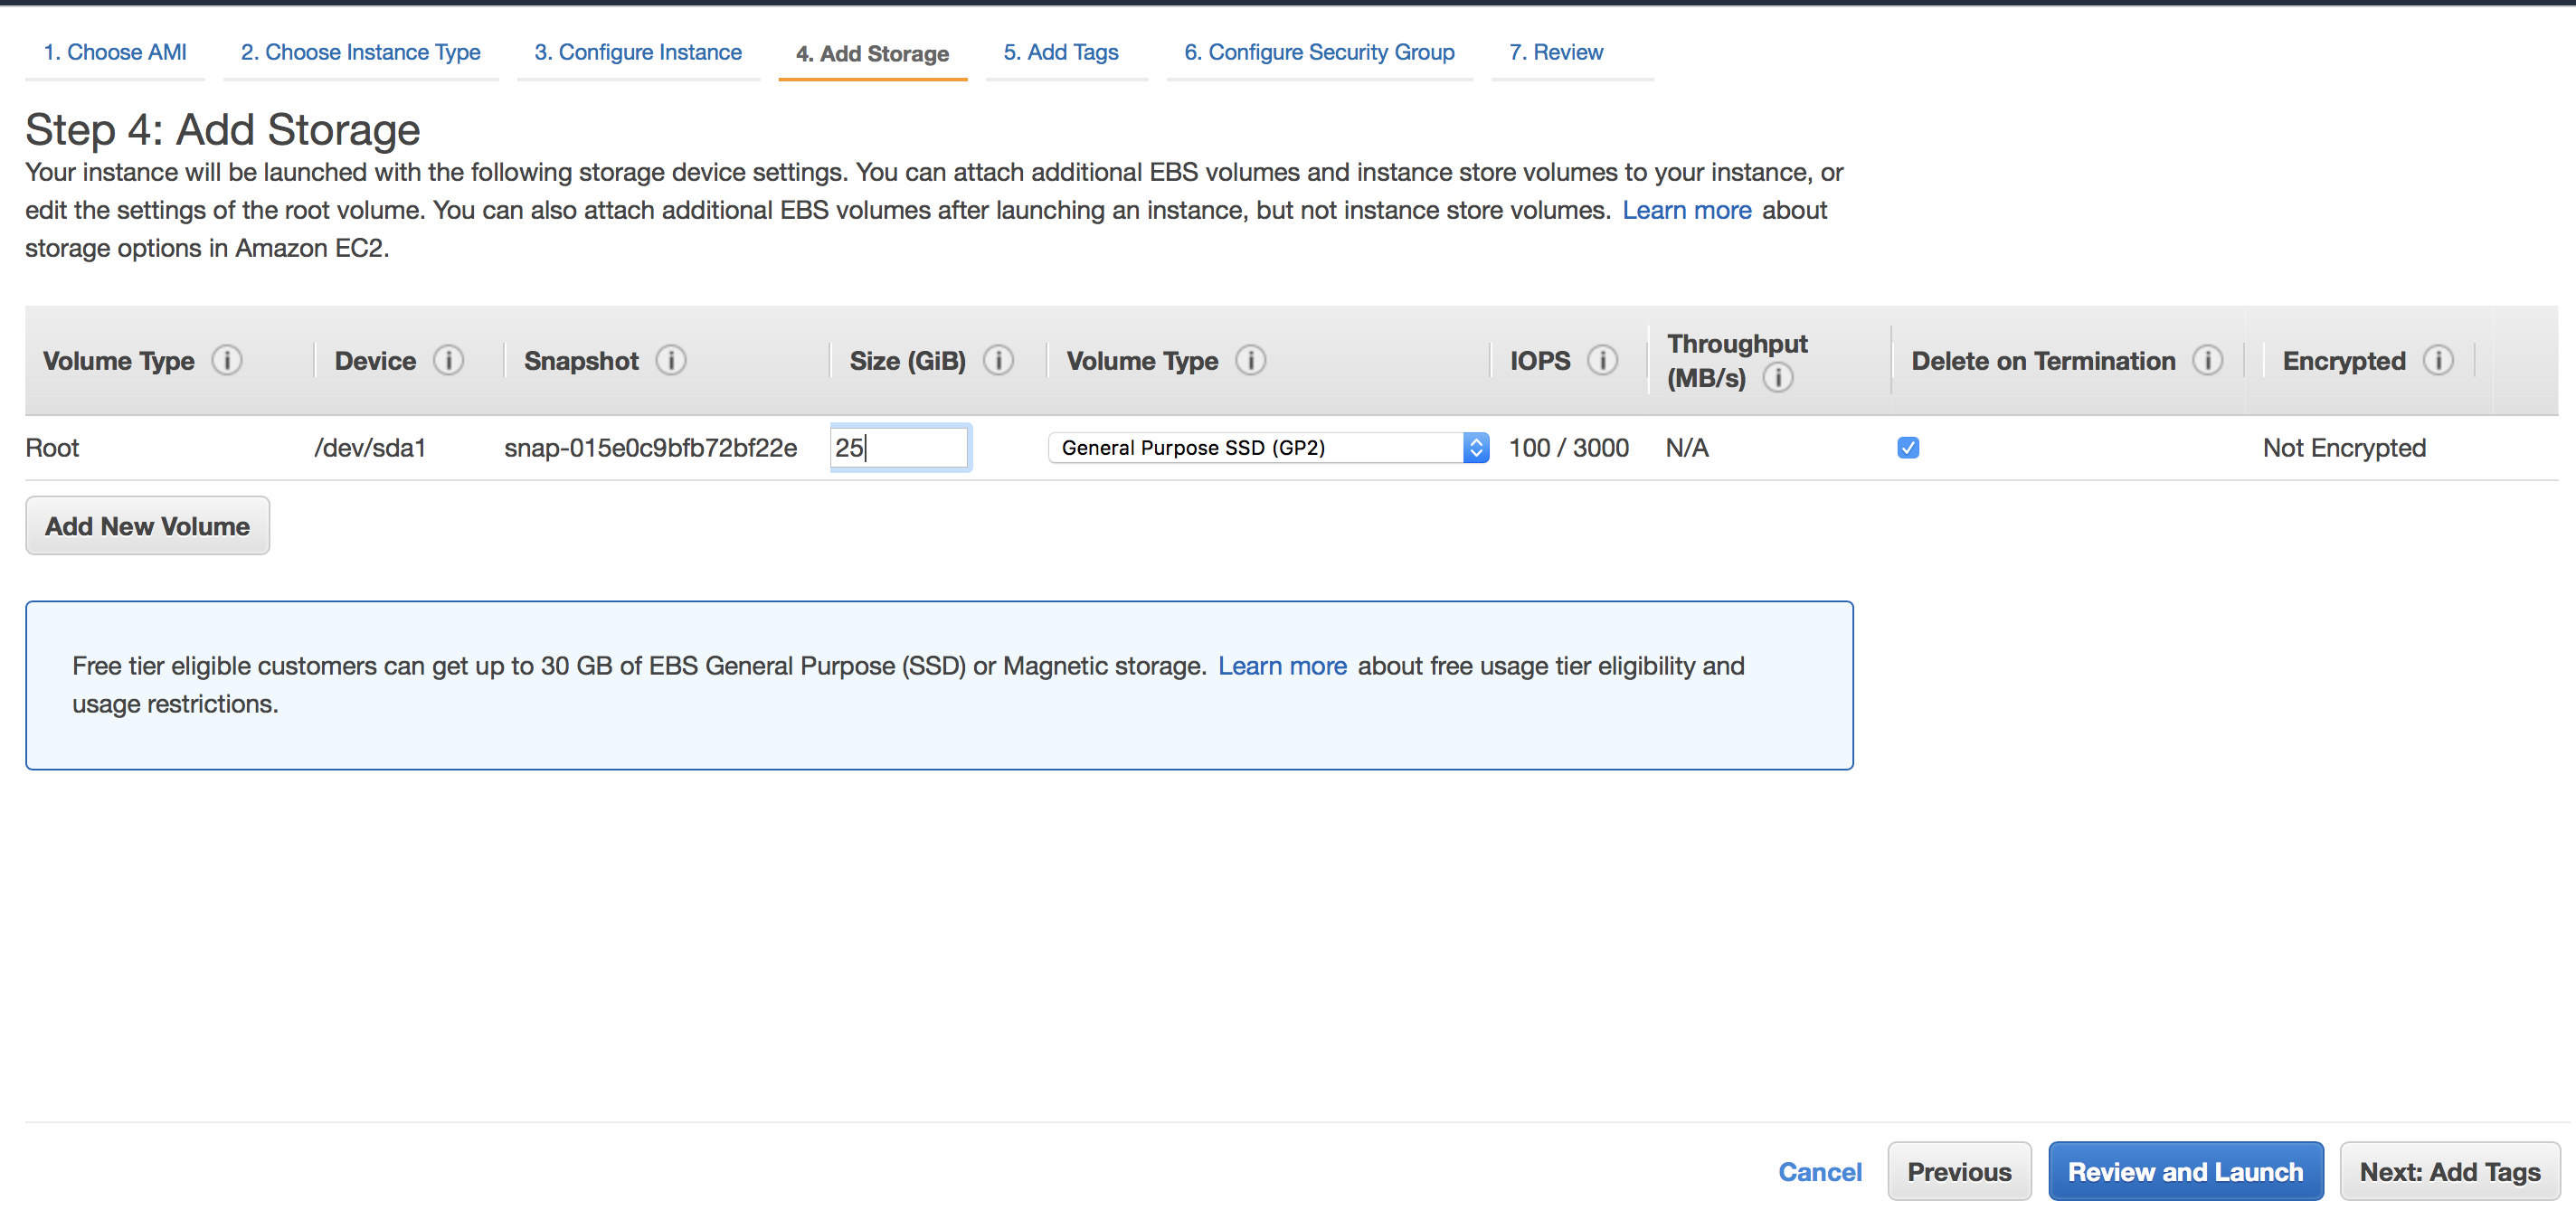 1. Choose AMI 2. Choose Instance Type 3. Configure Instance 4. Add Storage 5. Add Tags 6. Configure Security Group 7. Review
Step 4: Add Storage
Your instance will be launched with the following storage device settings. You can attach additional EBS volumes and instance store volumes to your instance, or
edit the settings of the root volume. You can also attach additional EBS volumes after launching an instance, but not instance store volumes. Learn more about
storage options in Amazon EC2.
Volume Type i Device i Snapshot i Size (GiB) i Volume Type i IOPS i Throughput (MB/s) i Delete on Termination i Encrypted i
Root /dev/sda1 snap-015e0c9bfb72bf22e 25 General Purpose SSD (GP2) 100 / 3000 N/A Not Encrypted
Add New Volume
Free tier eligible customers can get up to 30 GB of EBS General Purpose (SSD) or Magnetic storage. Learn more about free usage tier eligibility and
usage restrictions.
Cancel Previous Review and Launch Next: Add Tags